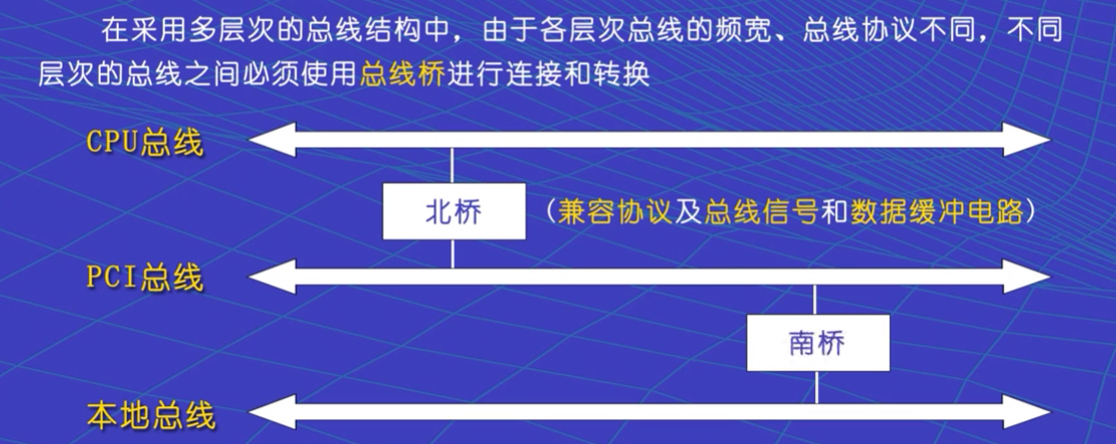 在采用多层次的总线结构中，由于各层次总线的频宽、总线协议不同，不同
层次的总线之间必须使用总线桥进行连接和转换
CPU总线
北桥 （兼容协议及总线信号和数据缓冲电路）
PCI总线
南桥
本地总线